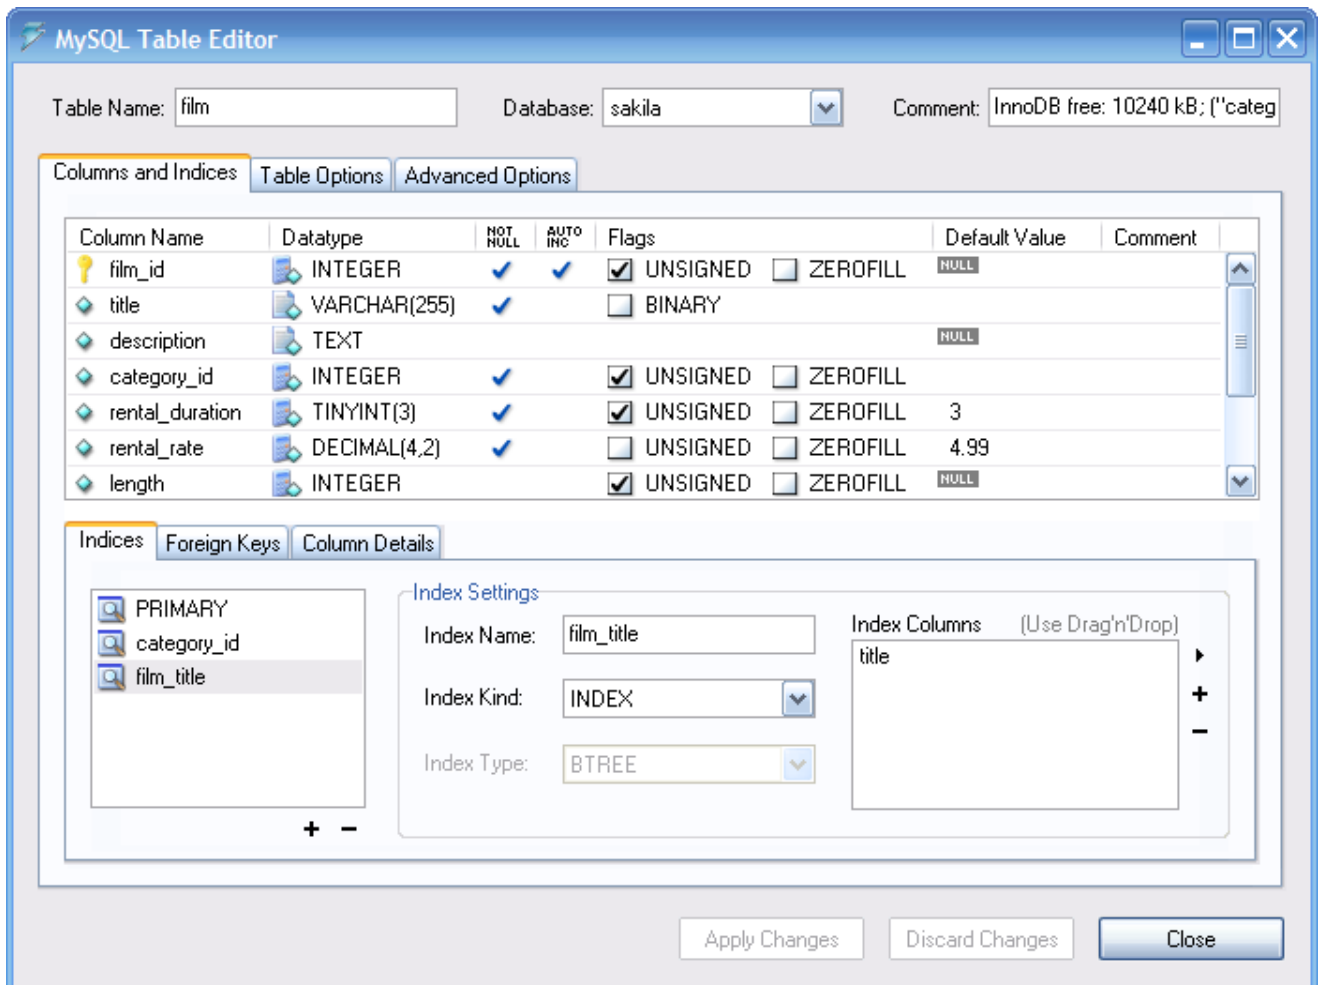 MySQL Table Editor
Table Name: film Database: sakila Comment: InnoDB free: 10240 kB; ("categ
Columns and Indices Table Options Advanced Options
Column Name Datatype NOT NULL AUTO INC Flags Default Value Comment
film_id INTEGER UNSIGNED ZEROFILL NULL
title VARCHAR(255) BINARY
description TEXT NULL
category_id INTEGER UNSIGNED ZEROFILL
rental_duration TINYINT(3) UNSIGNED ZEROFILL 3
rental_rate DECIMAL(4,2) UNSIGNED ZEROFILL 4.99
length INTEGER UNSIGNED ZEROFILL NULL
Indices Foreign Keys Column Details
PRIMARY
category_id
film_title
Index Settings
Index Name: film_title
Index Kind: INDEX
Index Type: BTREE
Index Columns (Use Drag'n'Drop)
title
Apply Changes Discard Changes Close